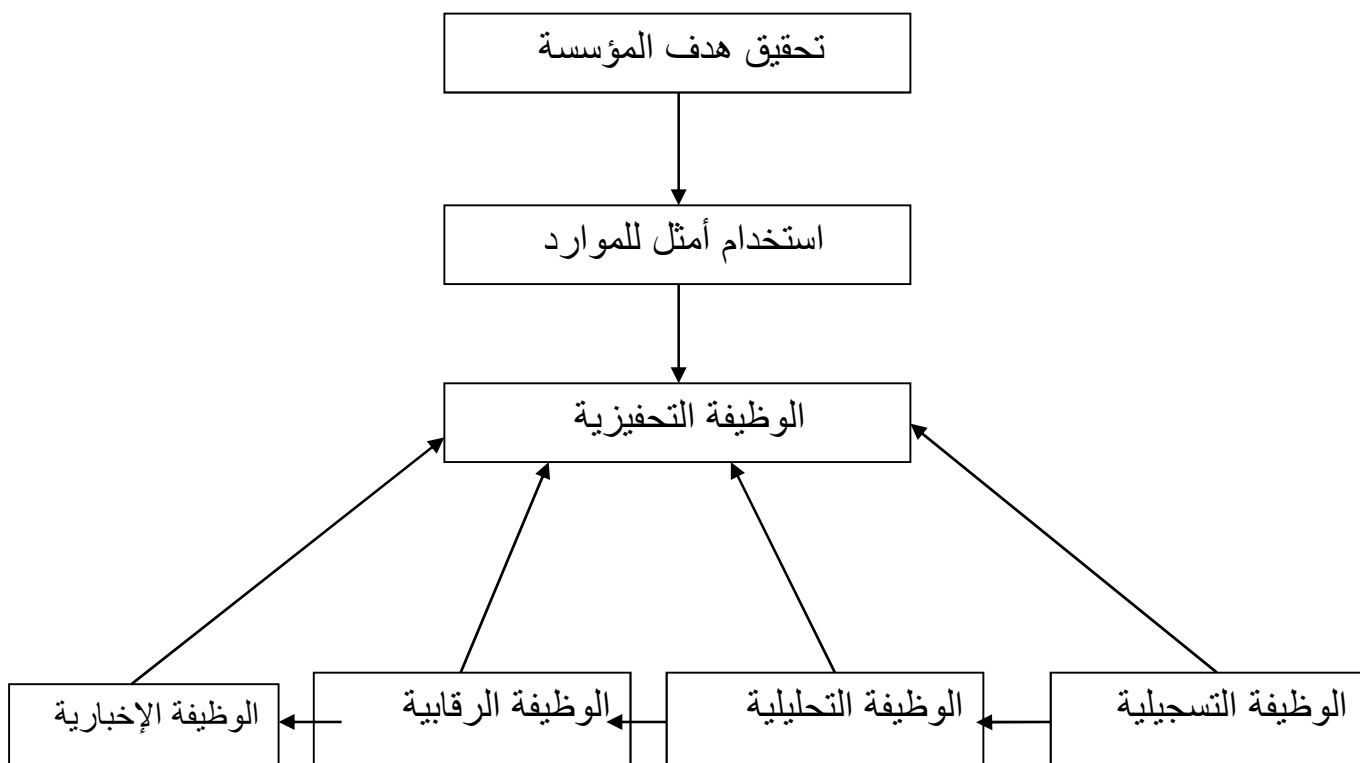 تحقيق هدف المؤسسة
استخدام أمثل للموارد
الوظيفة التحفيزية
الوظيفة التسجيلية
الوظيفة التحليلية
الوظيفة الرقابية
الوظيفة الإخبارية